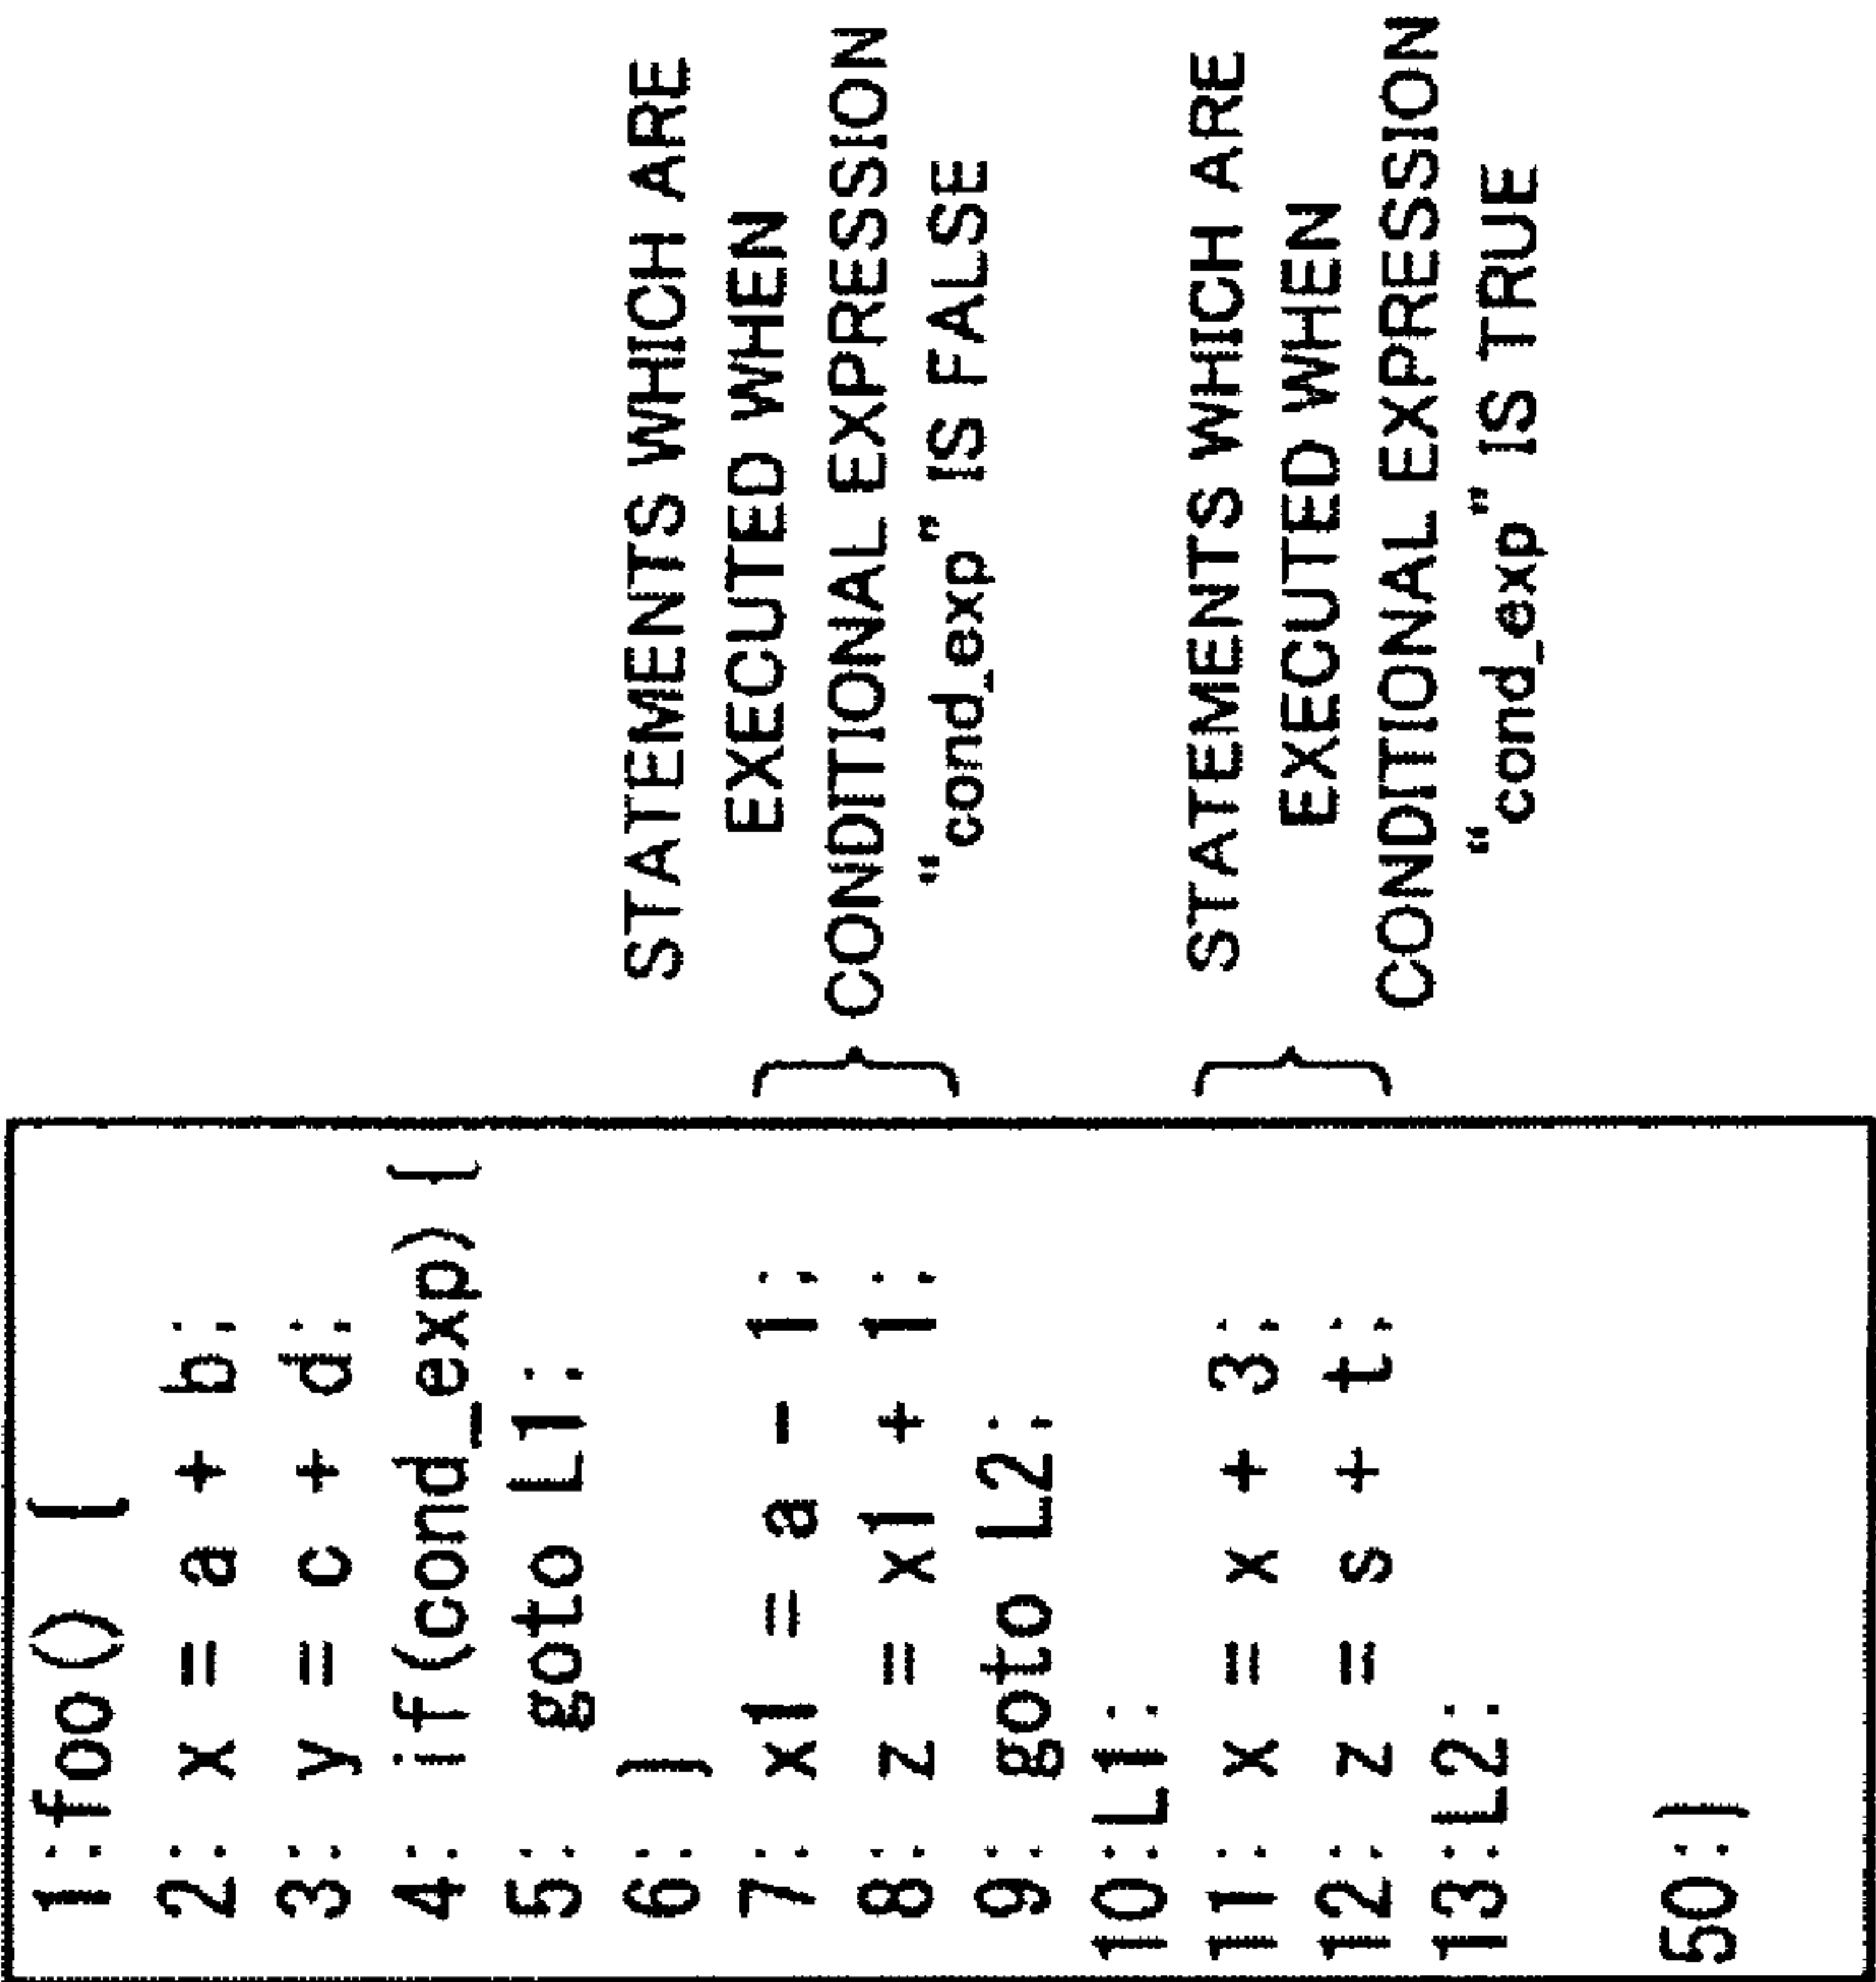 1:foo() {
2: x = a + b;
3: y = c + d;
4: if(cond_exp) {
5: goto L1;
6: }
7: x1 = a - 1;
8: z = x1 + 1;
9: goto L2;
10:L1:
11: x = x + 3;
12: z = s + t;
13:L2:
50:}
STATEMENTS WHICH ARE
EXECUTED WHEN
CONDITIONAL EXPRESSION
"cond_exp" IS FALSE
STATEMENTS WHICH ARE
EXECUTED WHEN
CONDITIONAL EXPRESSION
"cond_exp" IS TRUE